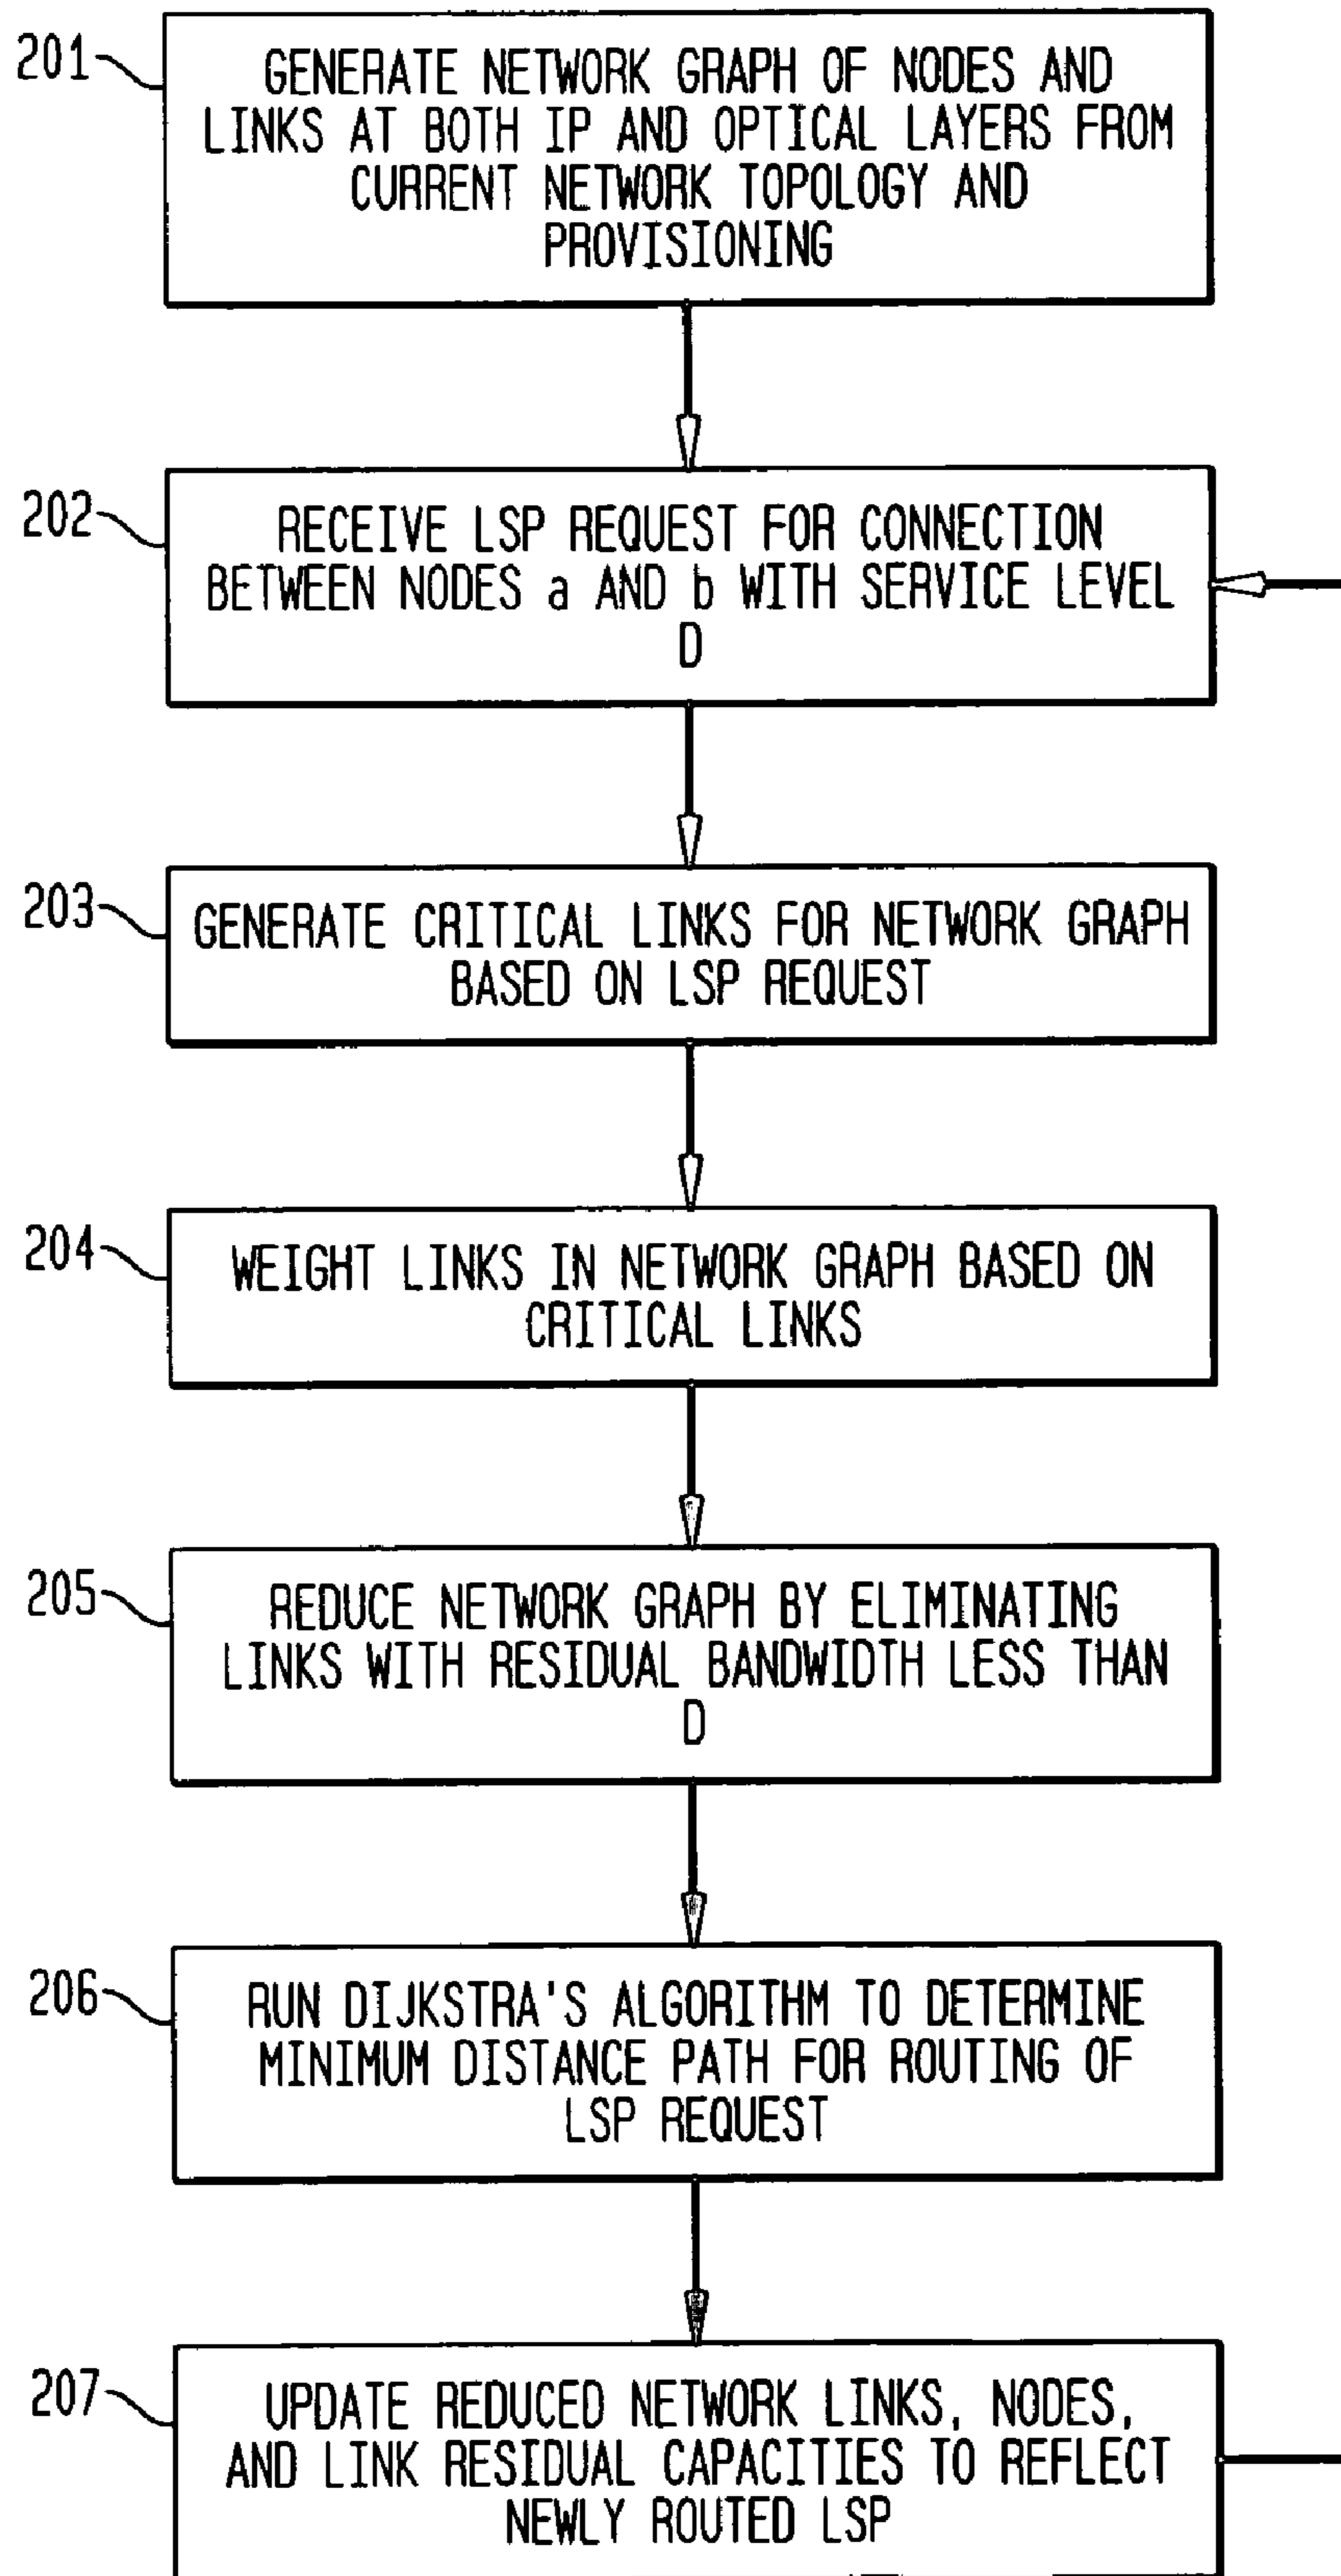 201
GENERATE NETWORK GRAPH OF NODES AND
LINKS AT BOTH IP AND OPTICAL LAYERS FROM
CURRENT NETWORK TOPOLOGY AND
PROVISIONING
202
RECEIVE LSP REQUEST FOR CONNECTION
BETWEEN NODES a AND b WITH SERVICE LEVEL
D
203
GENERATE CRITICAL LINKS FOR NETWORK GRAPH
BASED ON LSP REQUEST
204
WEIGHT LINKS IN NETWORK GRAPH BASED ON
CRITICAL LINKS
205
REDUCE NETWORK GRAPH BY ELIMINATING
LINKS WITH RESIDUAL BANDWIDTH LESS THAN
D
206
RUN DIJKSTRA'S ALGORITHM TO DETERMINE
MINIMUM DISTANCE PATH FOR ROUTING OF
LSP REQUEST
207
UPDATE REDUCED NETWORK LINKS, NODES,
AND LINK RESIDUAL CAPACITIES TO REFLECT
NEWLY ROUTED LSP